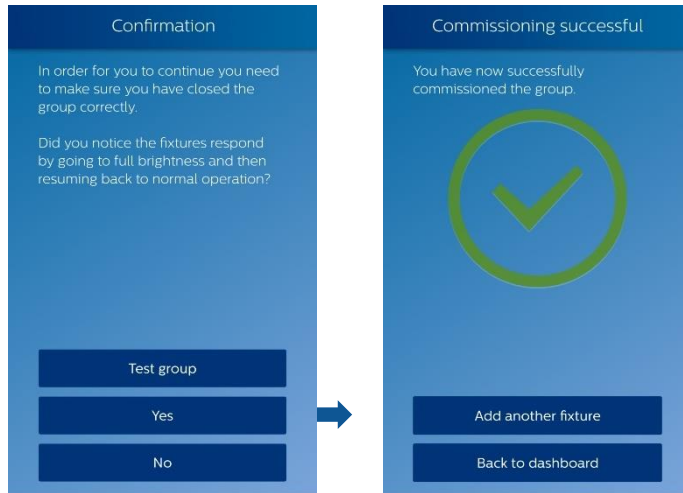 Confirmation
In order for you to continue you need
to make sure you have closed the
group correctly.
Did you notice the fixtures respond
by going to full brightness and then
resuming back to normal operation?
Test group
Yes
No
Commissioning successful
You have now successfully
commissioned the group.
Add another fixture
Back to dashboard